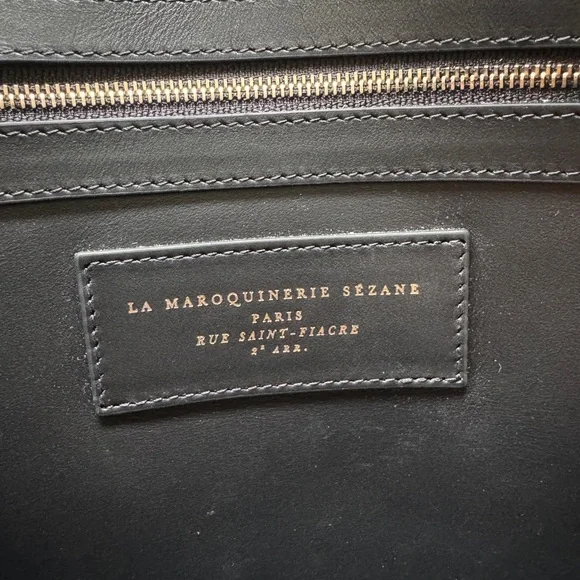 LA MAROQUINERIE SÉZANE
PARIS
RUE SAINT-FIACRE
2E ARR.